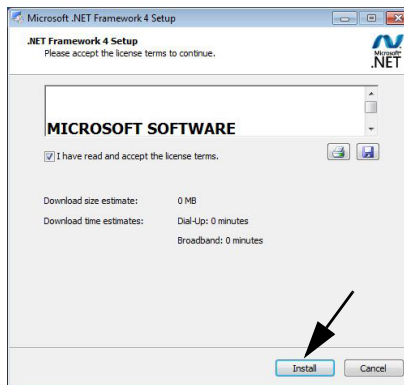 Microsoft .NET Framework 4 Setup
.NET Framework 4 Setup
Please accept the license terms to continue.
Microsoft
.NET
MICROSOFT SOFTWARE
I have read and accept the license terms.
Download size estimate: 0 MB
Download time estimates: Dial-Up: 0 minutes
Broadband: 0 minutes
Install Cancel